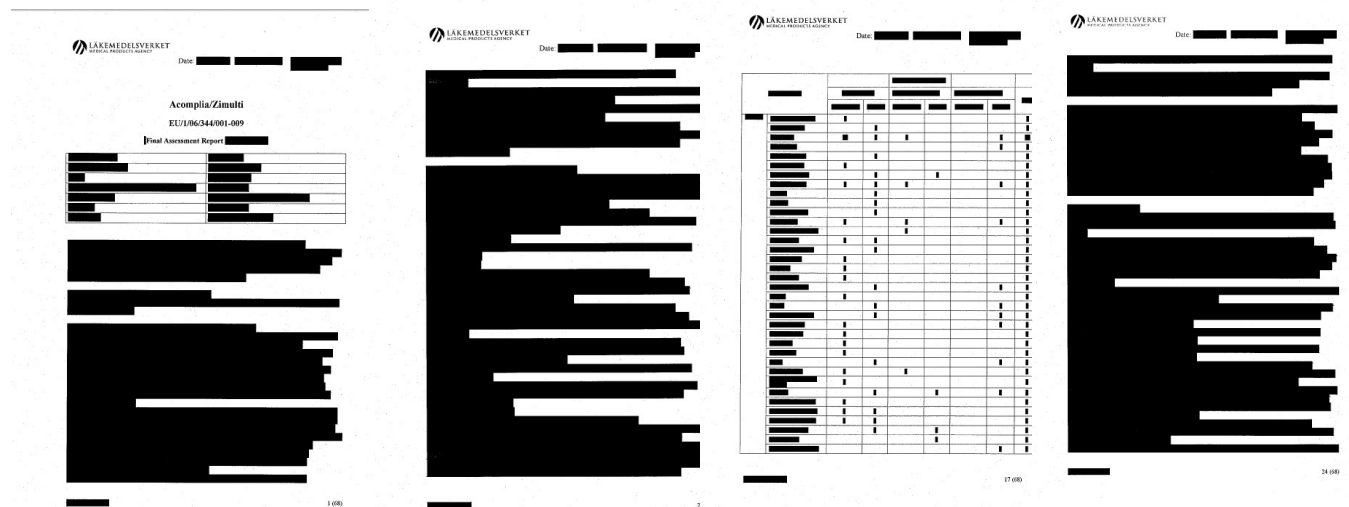 LÄKEMEDELSVERKET
MEDICAL PRODUCTS AGENCY
Date:
Acomplia/Zimulti
EU/1/06/344/001-009
Final Assessment Report
1 (68)
LÄKEMEDELSVERKET
MEDICAL PRODUCTS AGENCY
Date:
2
LÄKEMEDELSVERKET
MEDICAL PRODUCTS AGENCY
Date:
17 (68)
LÄKEMEDELSVERKET
MEDICAL PRODUCTS AGENCY
Date:
24 (68)